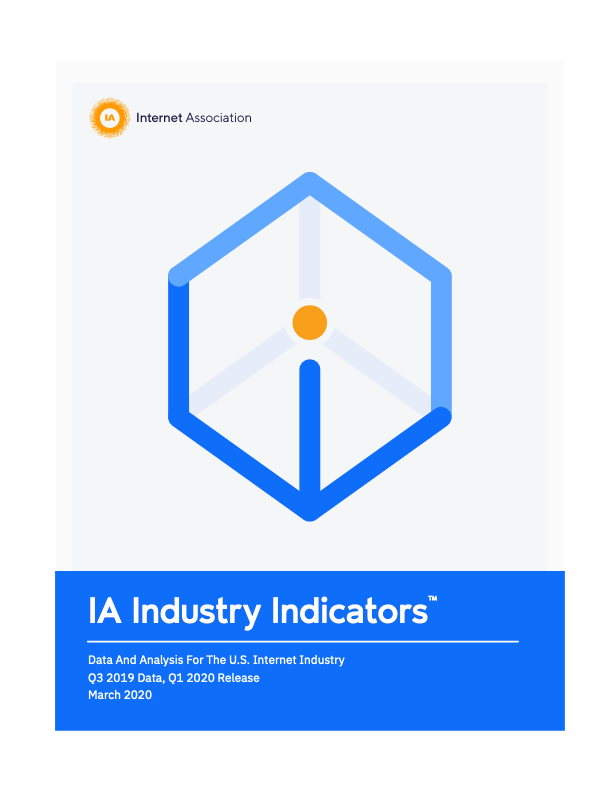 IA
Internet Association
IA Industry Indicators™
Data And Analysis For The U.S. Internet Industry
Q3 2019 Data, Q1 2020 Release
March 2020